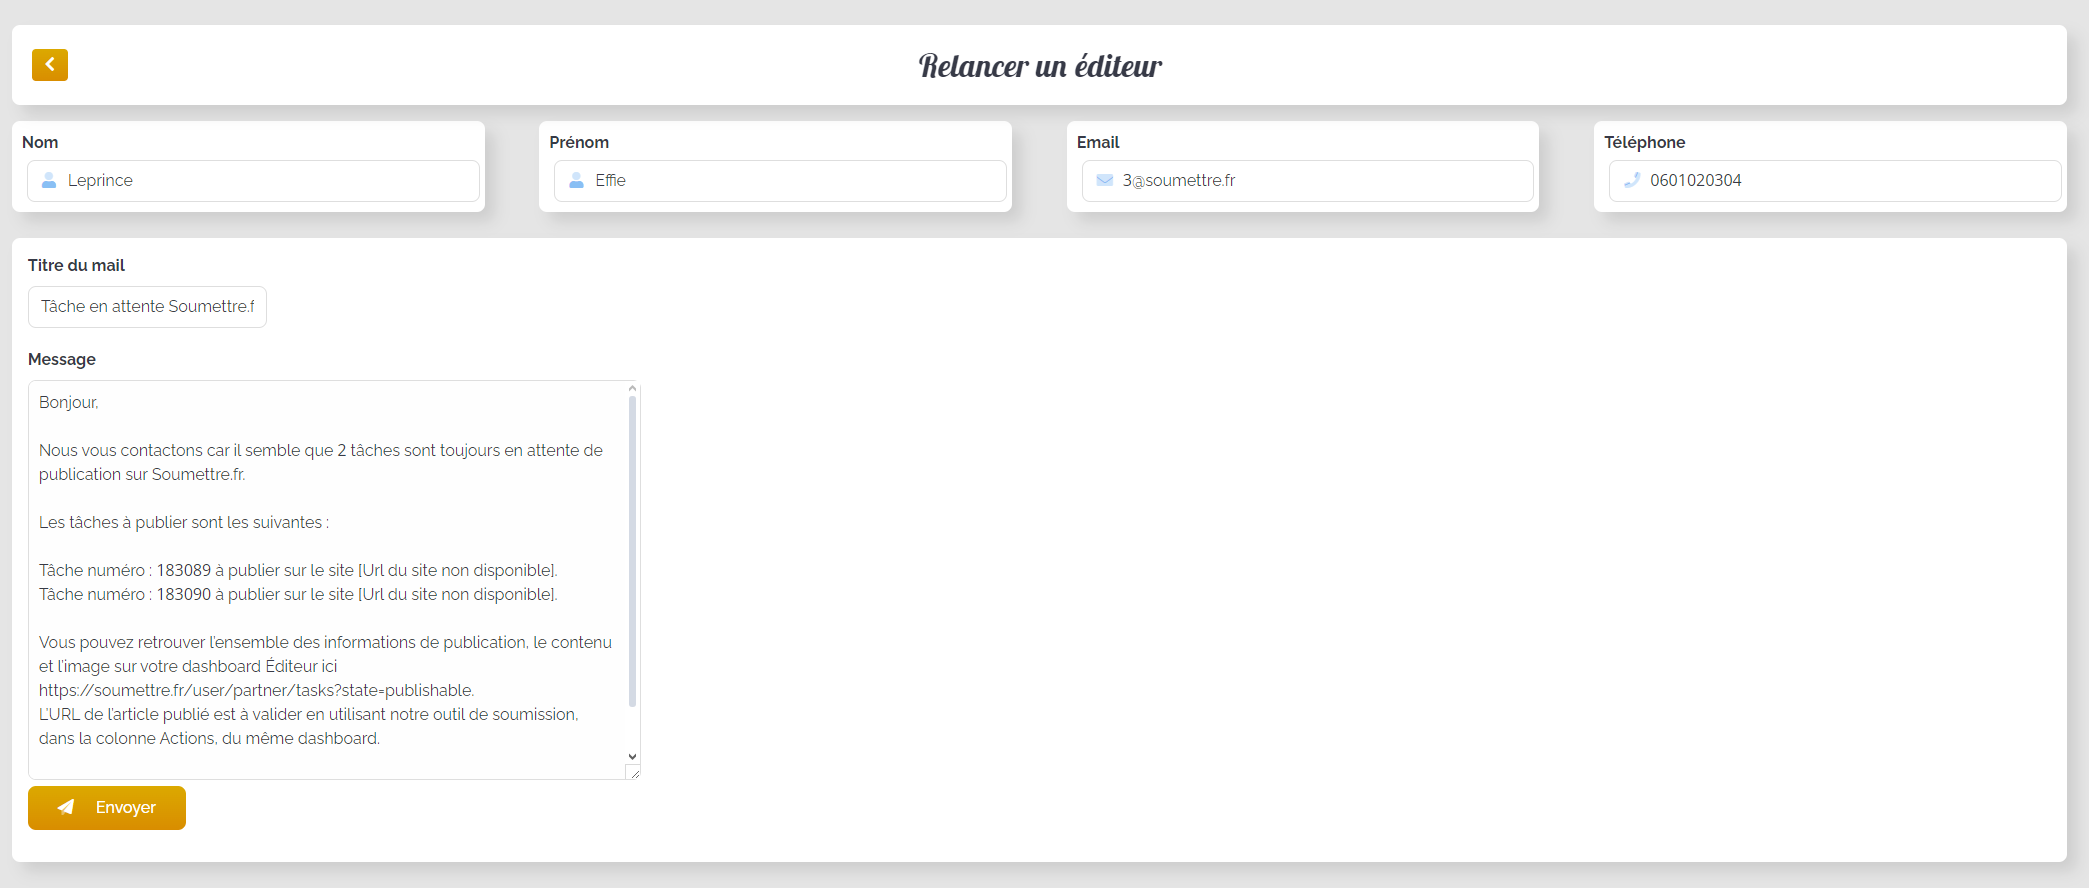 Relancer un éditeur
Nom
Prénom
Email
Téléphone
Leprince
Effie
3@soumettre.fr
0601020304
Titre du mail
Tâche en attente Soumettre.f
Message
Bonjour,
Nous vous contactons car il semble que 2 tâches sont toujours en attente de
publication sur Soumettre.fr.
Les tâches à publier sont les suivantes :
Tâche numéro : 183089 à publier sur le site [Url du site non disponible].
Tâche numéro : 183090 à publier sur le site [Url du site non disponible].
Vous pouvez retrouver l'ensemble des informations de publication, le contenu
et l'image sur votre dashboard Éditeur ici
https://soumettre.fr/user/partner/tasks?state=publishable.
L'URL de l'article publié est à valider en utilisant notre outil de soumission,
dans la colonne Actions, du même dashboard.
Envoyer